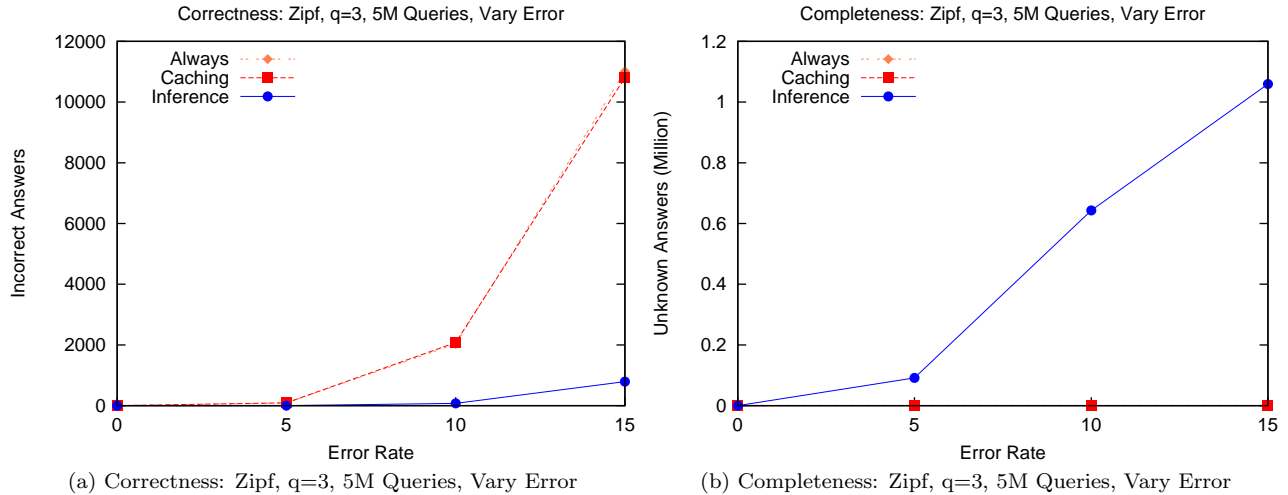 Correctness: Zipf, q=3, 5M Queries, Vary Error
12000
10000
8000
6000
4000
2000
0
Incorrect Answers
Always
Caching
Inference
0 5 10 15
Error Rate
(a) Correctness: Zipf, q=3, 5M Queries, Vary Error
Completeness: Zipf, q=3, 5M Queries, Vary Error
1.2
1
0.8
0.6
0.4
0.2
0
Unknown Answers (Million)
Always
Caching
Inference
0 5 10 15
Error Rate
(b) Completeness: Zipf, q=3, 5M Queries, Vary Error